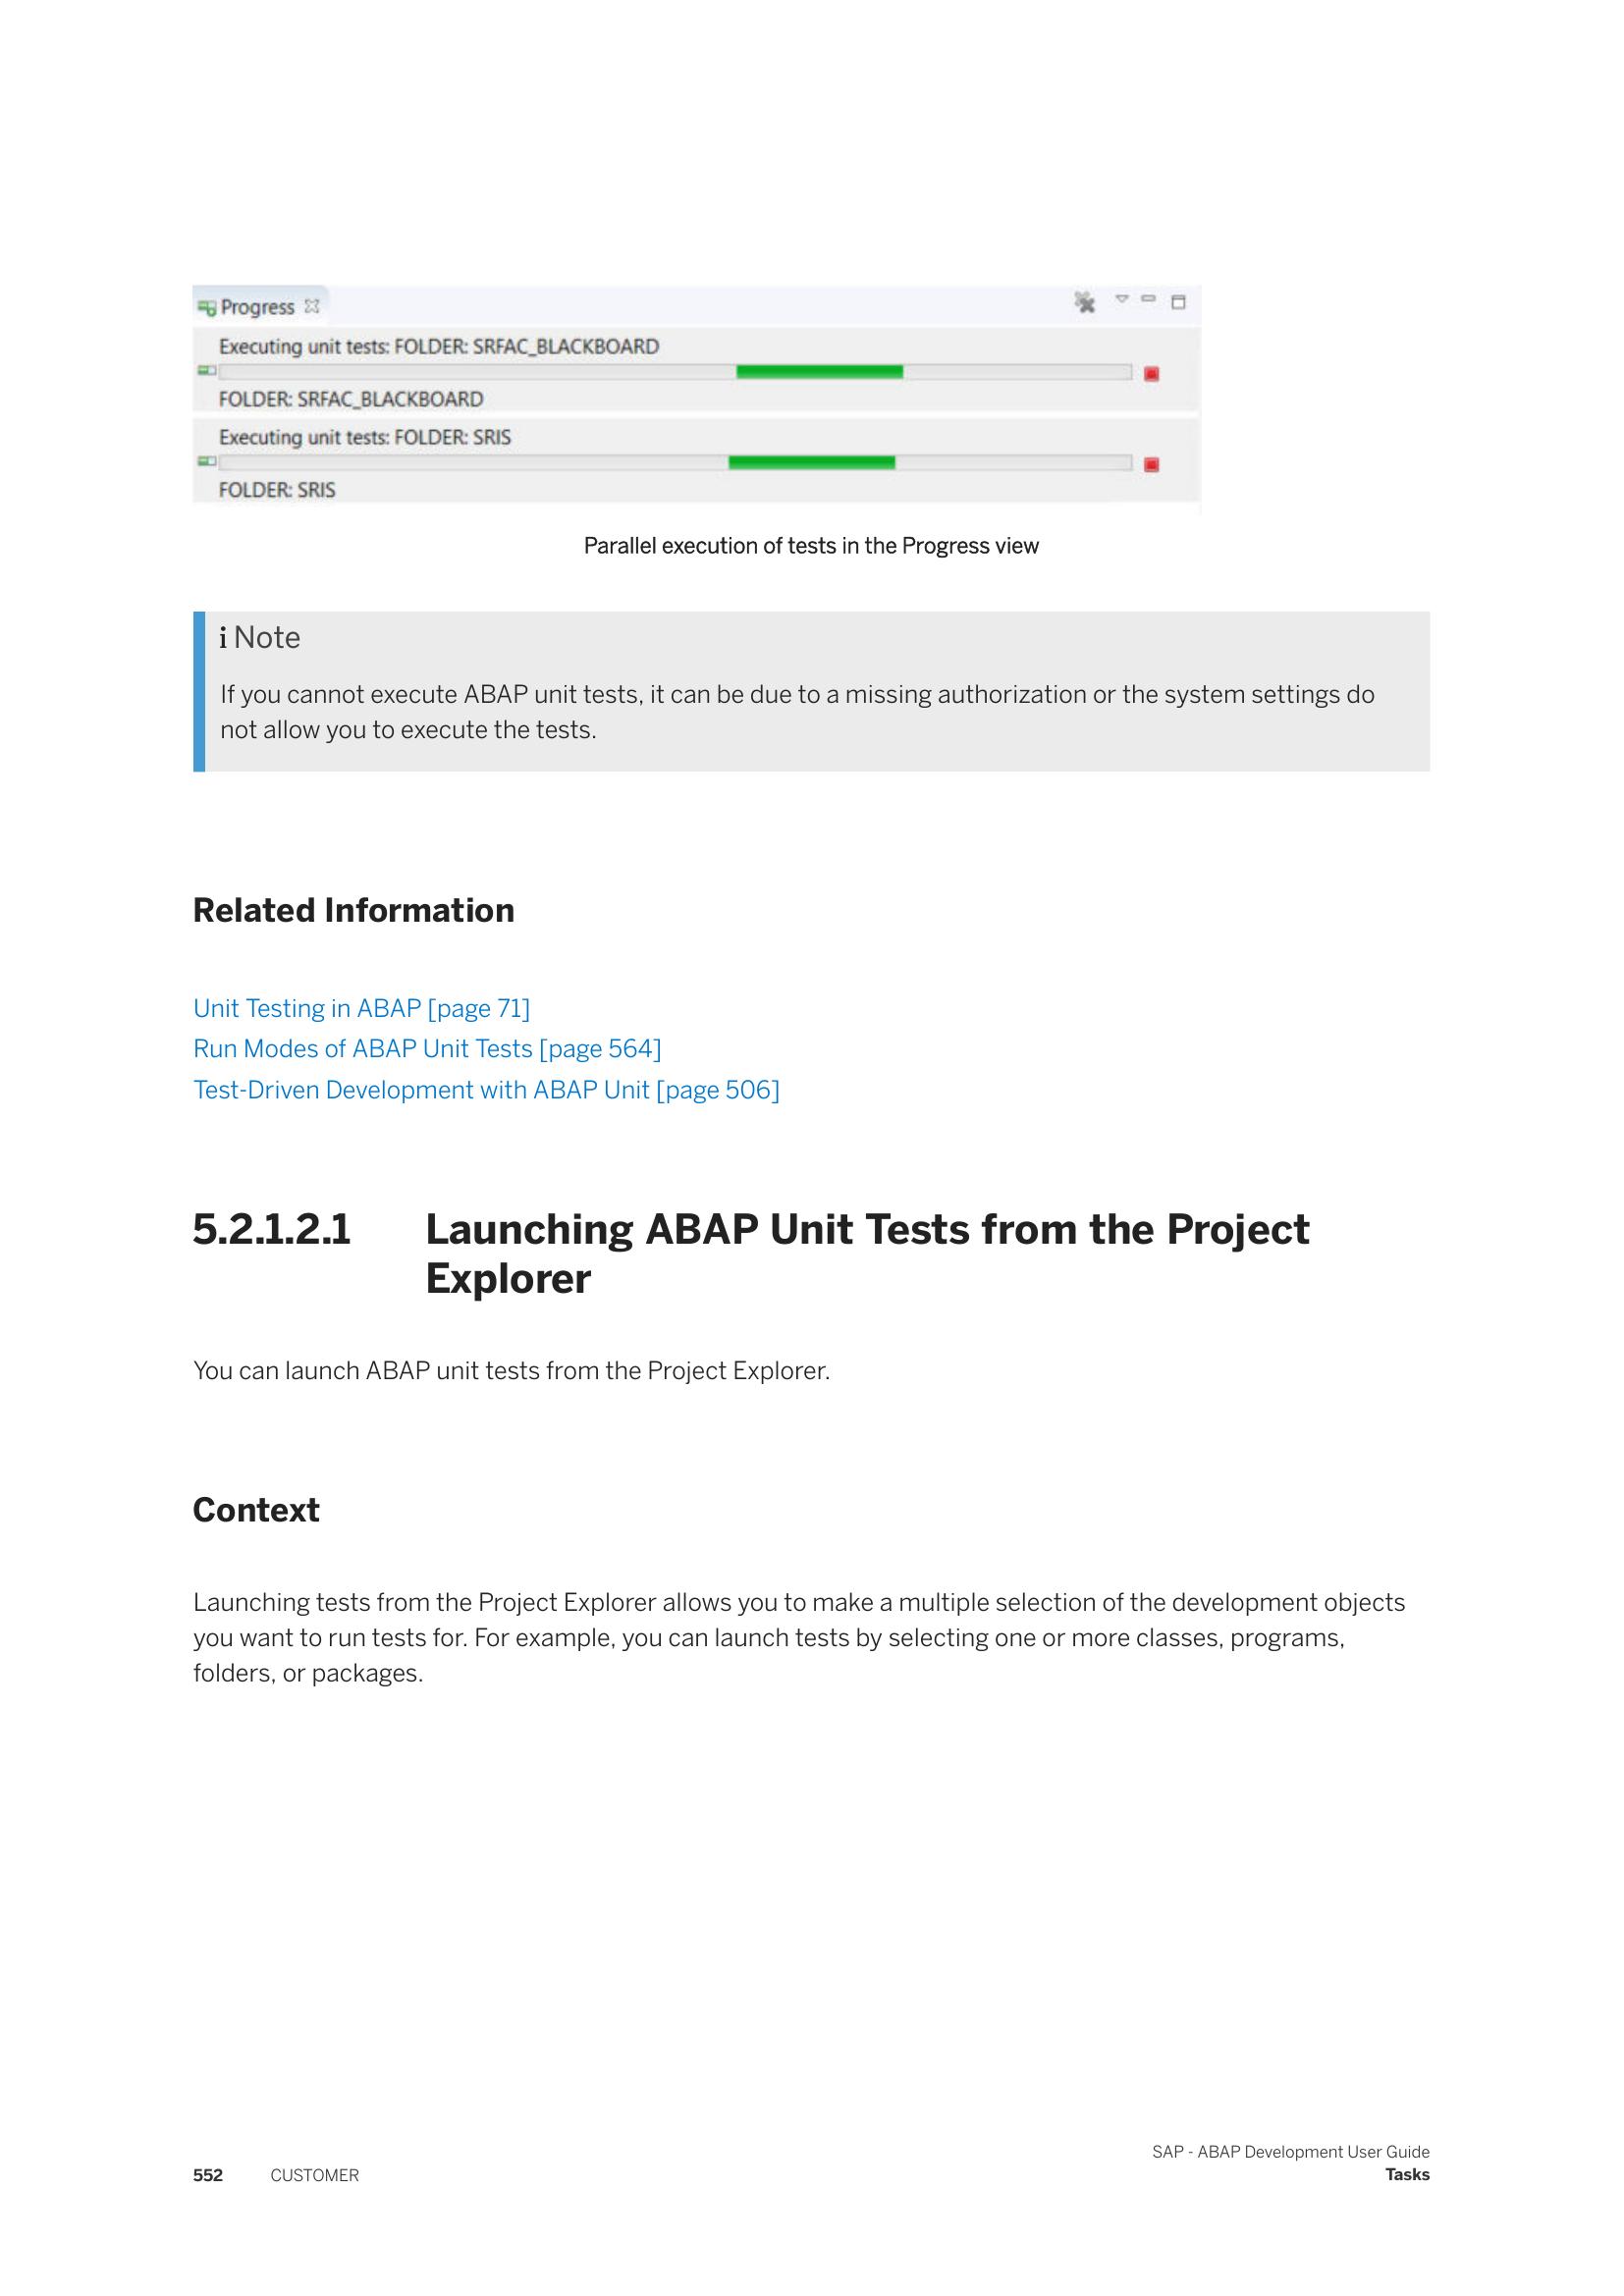 Progress
Executing unit tests: FOLDER: SRFAC_BLACKBOARD
FOLDER: SRFAC_BLACKBOARD
Executing unit tests: FOLDER: SRIS
FOLDER: SRIS
Parallel execution of tests in the Progress view
i Note
If you cannot execute ABAP unit tests, it can be due to a missing authorization or the system settings do
not allow you to execute the tests.
Related Information
Unit Testing in ABAP [page 71]
Run Modes of ABAP Unit Tests [page 564]
Test-Driven Development with ABAP Unit [page 506]
5.2.1.2.1 Launching ABAP Unit Tests from the Project
Explorer
You can launch ABAP unit tests from the Project Explorer.
Context
Launching tests from the Project Explorer allows you to make a multiple selection of the development objects
you want to run tests for. For example, you can launch tests by selecting one or more classes, programs,
folders, or packages.
552 CUSTOMER
SAP - ABAP Development User Guide
Tasks